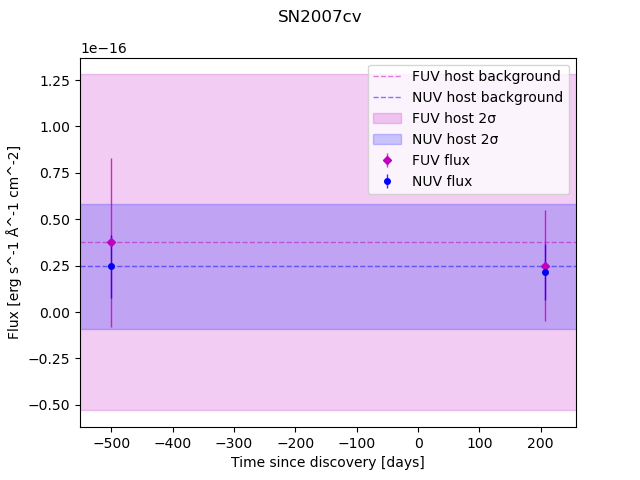 SN2007cv
1e−16
FUV host background
NUV host background
FUV host 2σ
NUV host 2σ
FUV flux
NUV flux
1.25
1.00
0.75
0.50
0.25
0.00
−0.25
−0.50
Flux [erg s^-1 Å^-1 cm^-2]
−500
−400
−300
−200
−100
0
100
200
Time since discovery [days]